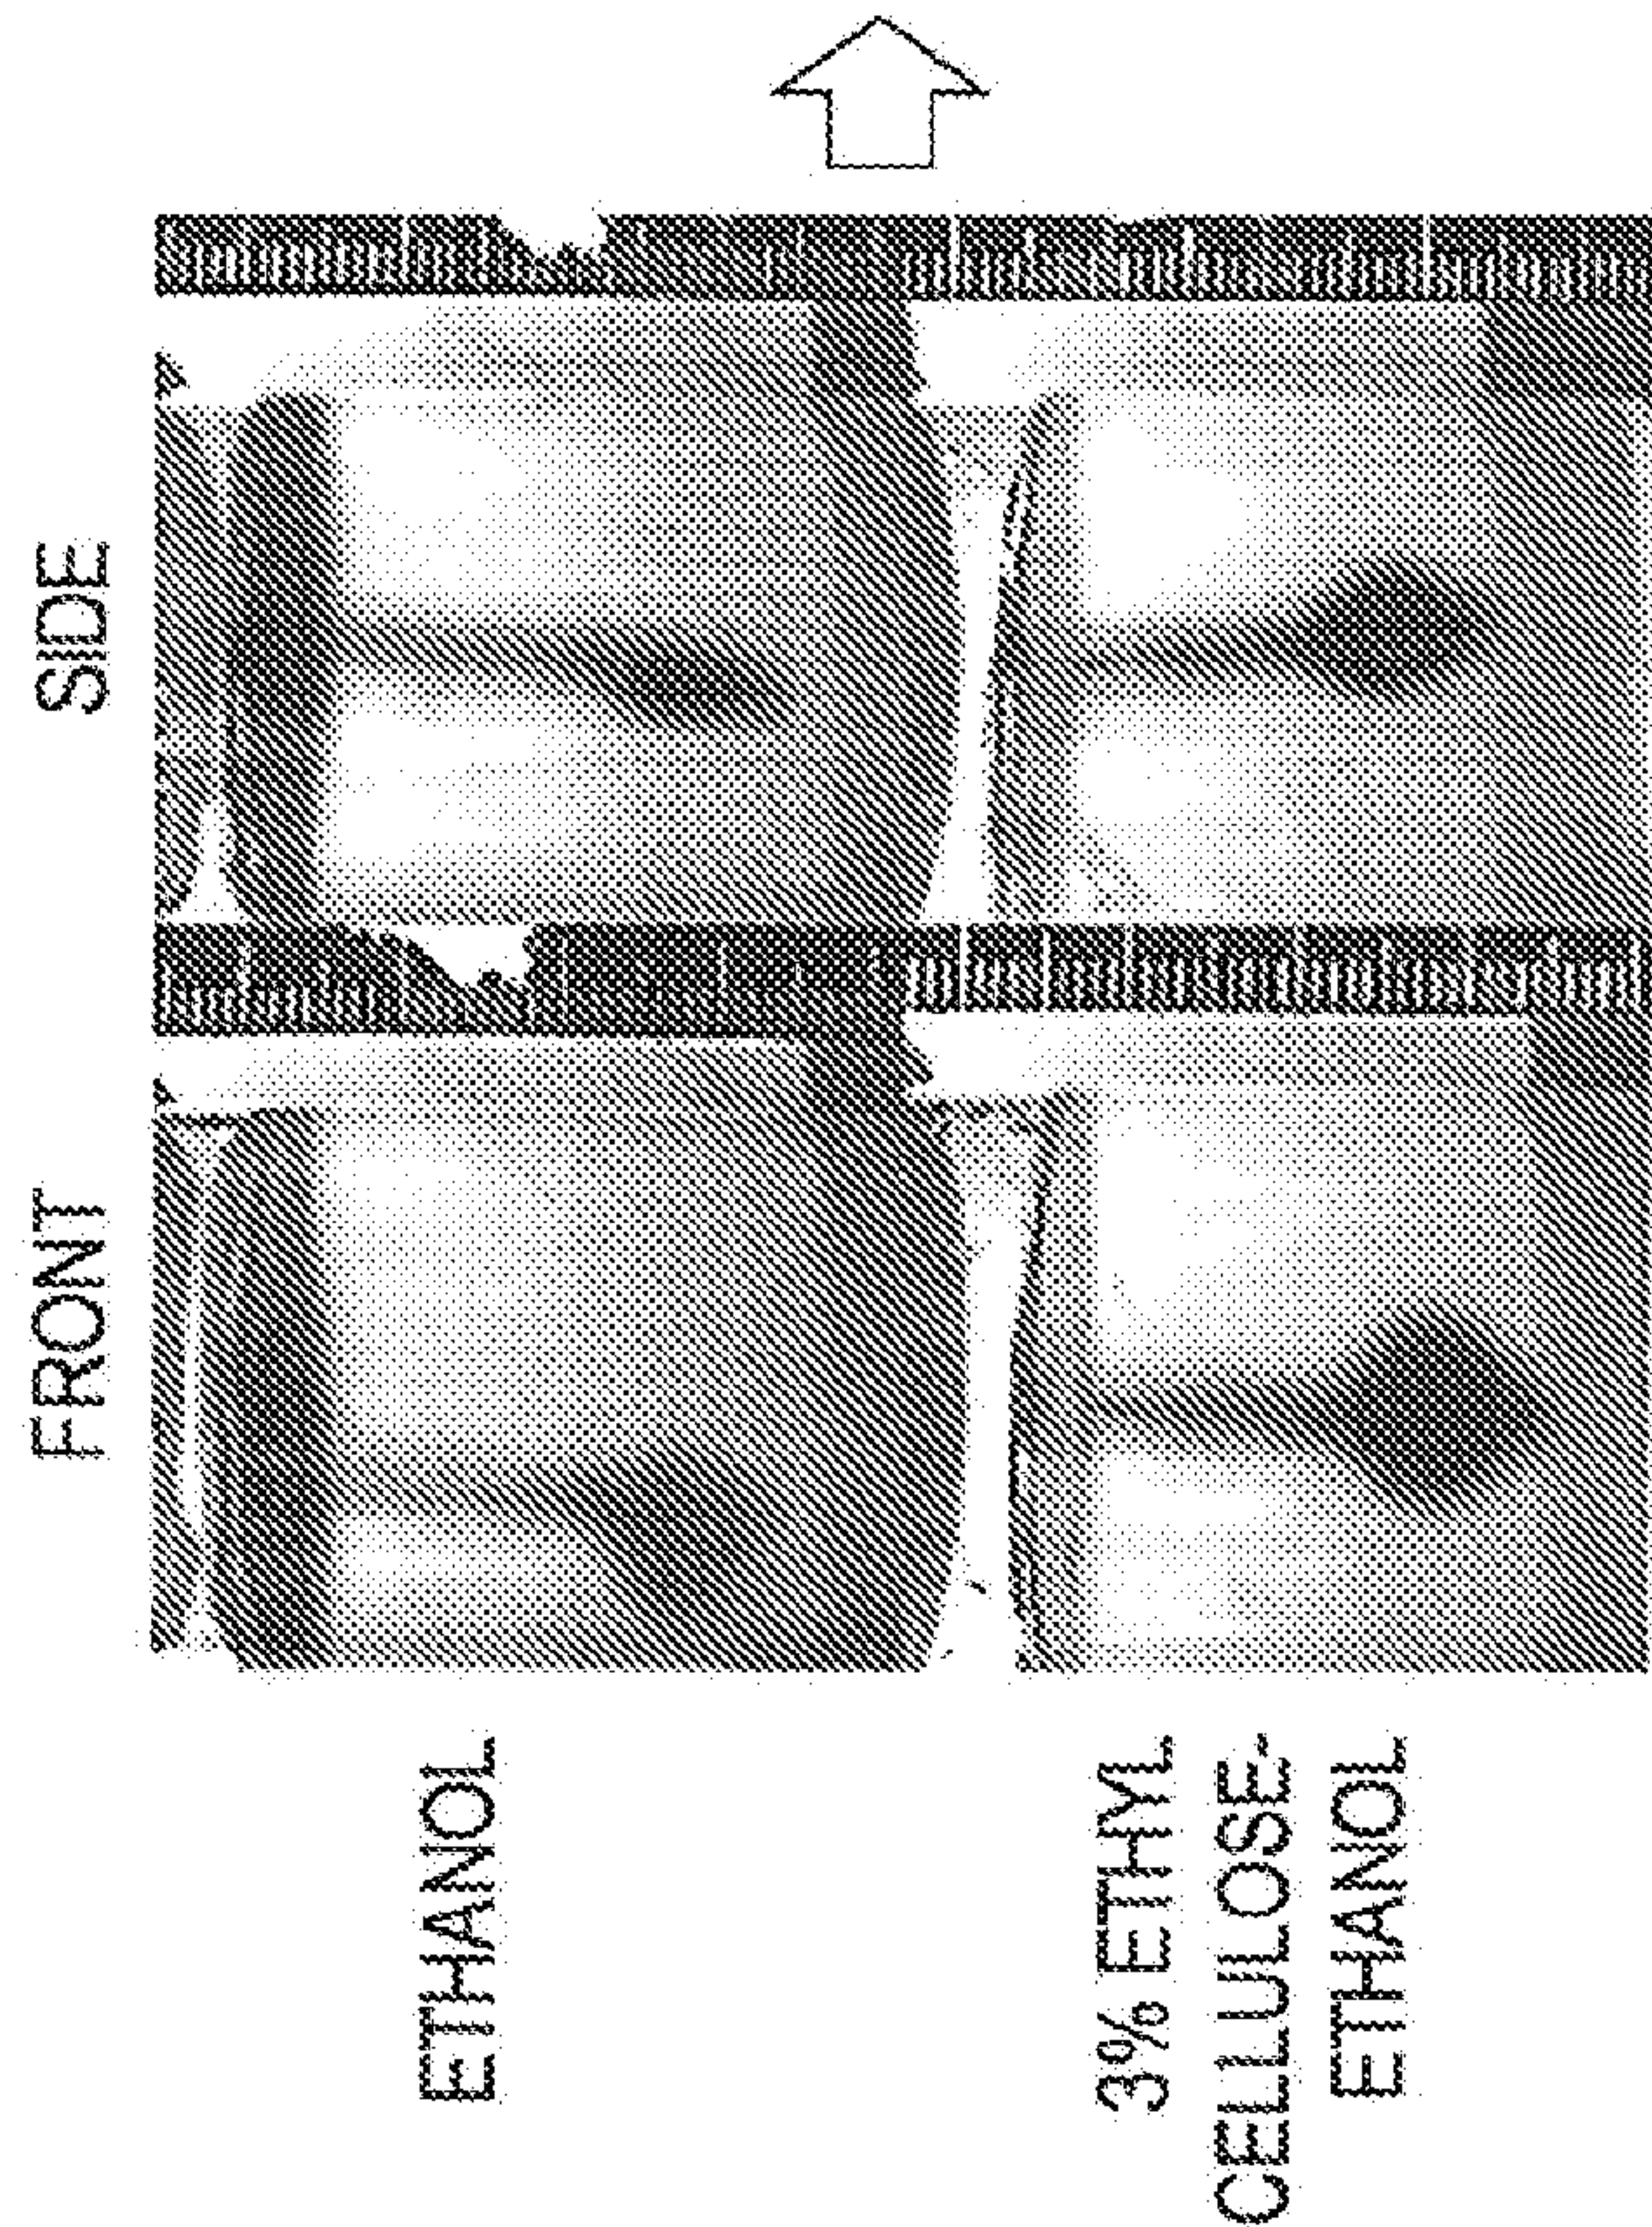 FRONT
SIDE
ETHANOL
3% ETHYL
CELLULOSE-
ETHANOL